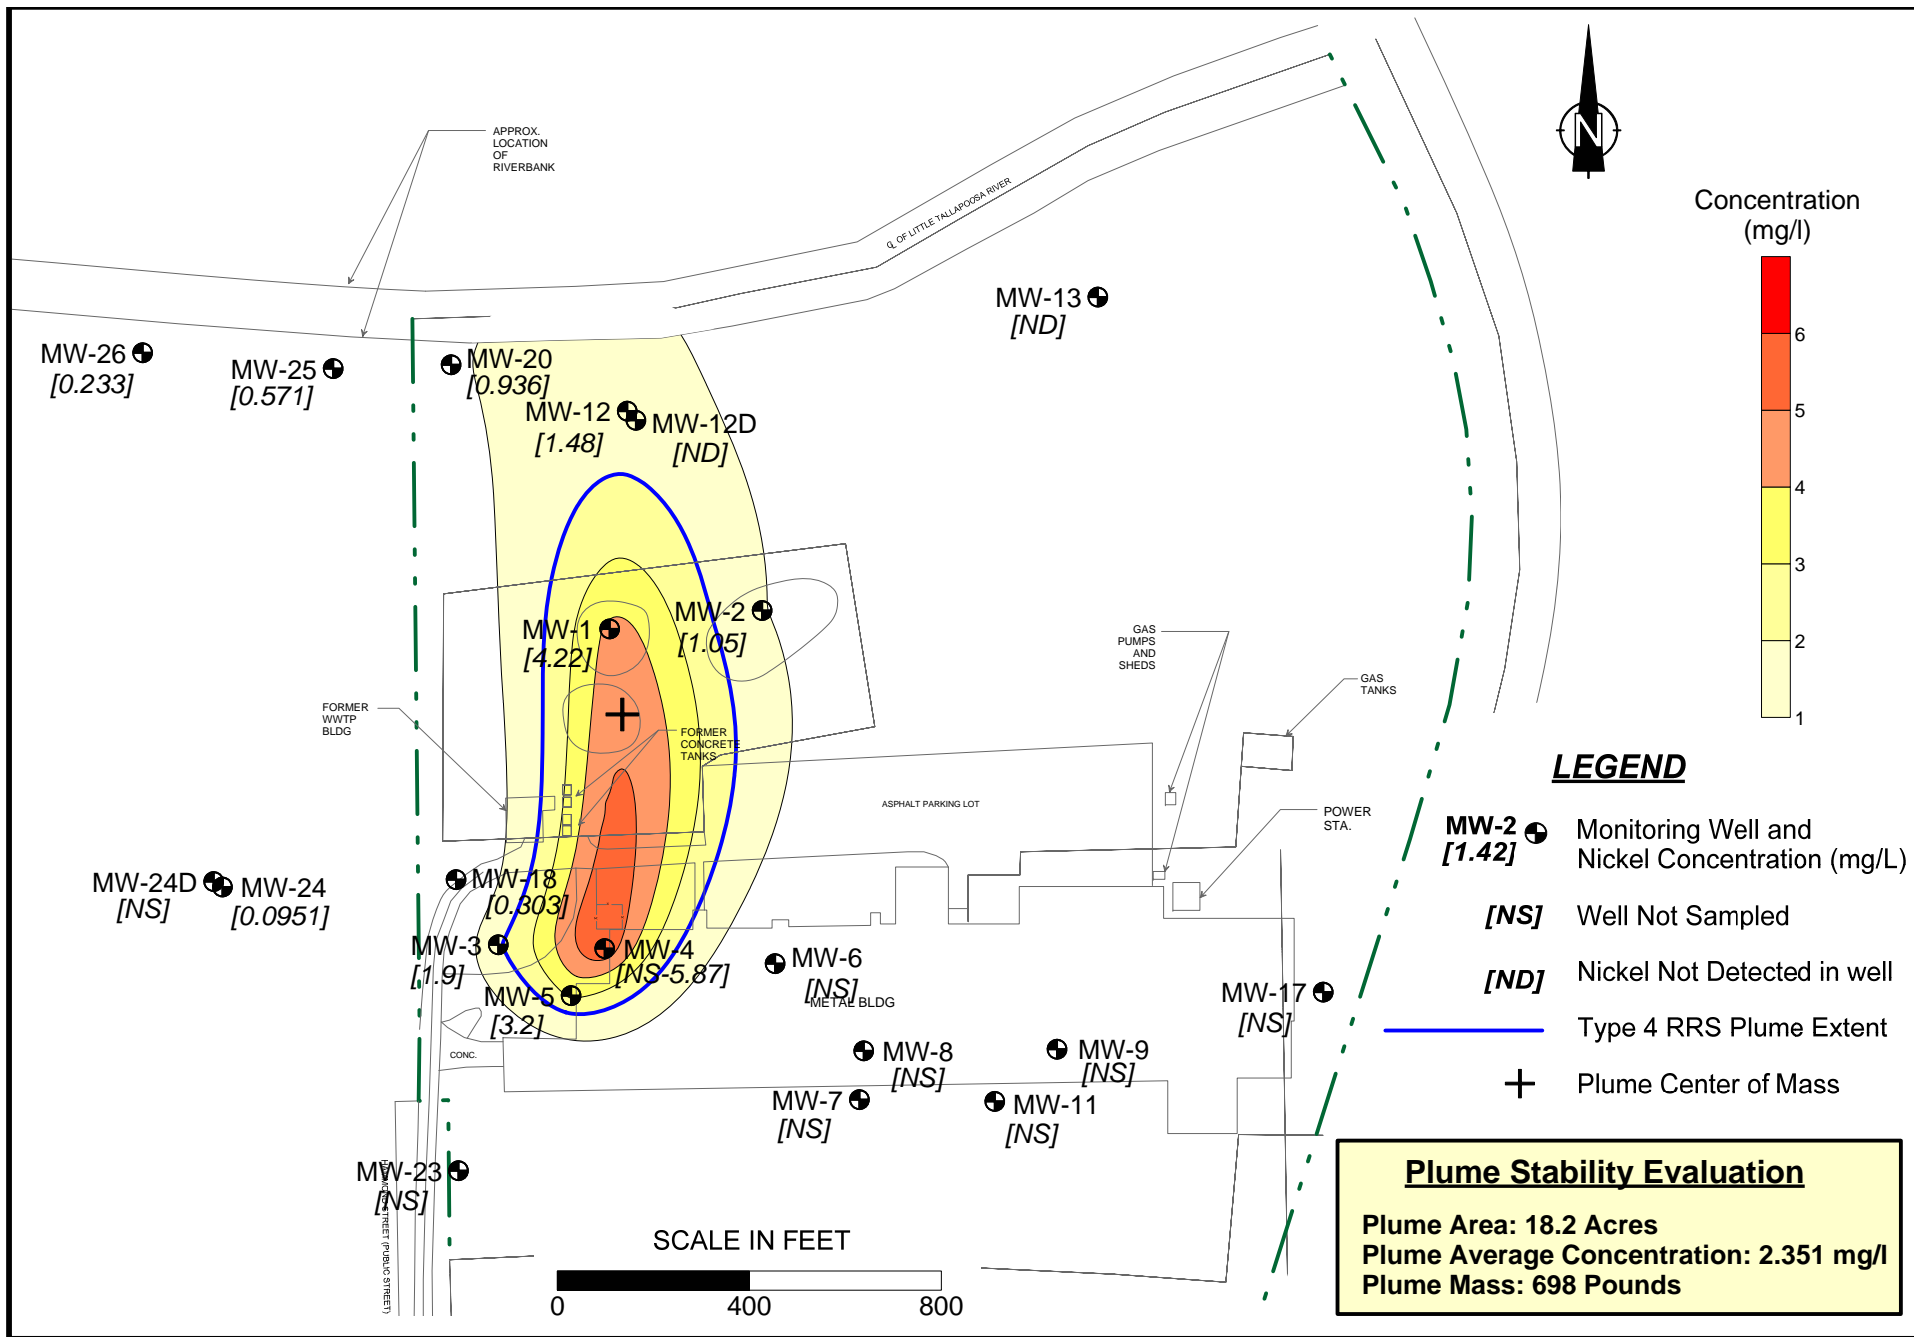 APPROX.
LOCATION
OF
RIVERBANK
℄ OF LITTLE TALLAPOOSA RIVER
N
Concentration
(mg/l)
6
5
4
3
2
1
MW-13
[ND]
MW-26
[0.233]
MW-25
[0.571]
MW-20
[0.936]
MW-12
[1.48]
MW-12D
[ND]
MW-1
[4.22]
MW-2
[1.05]
GAS
PUMPS
AND
SHEDS
GAS
TANKS
FORMER
WWTP
BLDG
FORMER
CONCRETE
TANKS
ASPHALT PARKING LOT
POWER
STA.
MW-24D
[NS]
MW-24
[0.0951]
MW-18
[0.303]
MW-3
[1.9]
MW-4
[NS-5.87]
MW-5
[3.2]
MW-6
[NS]
METAL BLDG
MW-17
[NS]
CONC.
MW-8
[NS]
MW-9
[NS]
MW-7
[NS]
MW-11
[NS]
MW-23
[NS]
HAMMOND STREET (PUBLIC STREET)
SCALE IN FEET
0 400 800
LEGEND
MW-2
[1.42]
Monitoring Well and
Nickel Concentration (mg/L)
[NS] Well Not Sampled
[ND] Nickel Not Detected in well
Type 4 RRS Plume Extent
Plume Center of Mass
Plume Stability Evaluation
Plume Area: 18.2 Acres
Plume Average Concentration: 2.351 mg/l
Plume Mass: 698 Pounds